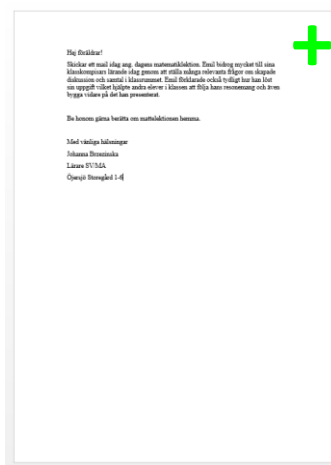 Hej föräldrar!
Skickar ett mail idag ang. dagens matematiklektion. Emil bidrog mycket till sina
klasskompisars lärande idag genom att ställa många relevanta frågor om skapade
diskussion och samtal i klassrummet. Emil förklarade också tydligt hur han löst
sin uppgift vilket hjälpte andra elever i klassen att följa hans resonemang och även
bygga vidare på det han presenterat.
Be honom gärna berätta om mattelektionen hemma.
Med vänliga hälsningar
Johanna Brzezinska
Lärare SV/MA
Öjersjö Storegård 1-6